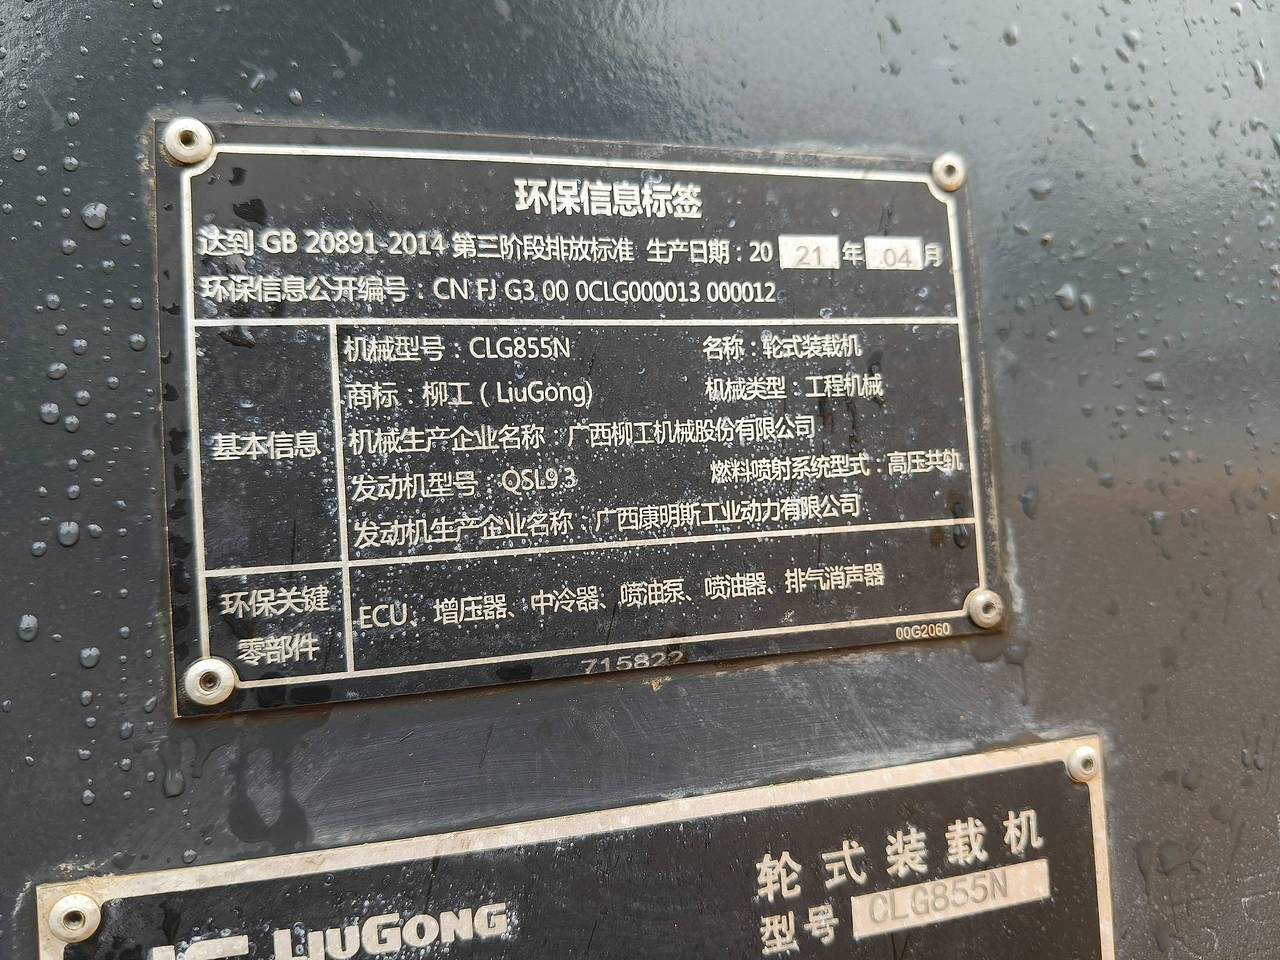 环保信息标签
达到 GB 20891-2014 第三阶段排放标准 生产日期：20 21 年 04 月
环保信息公开编号：CN FJ G3 00 0CLG000013 000012
基本信息
机械型号：CLG855N 名称：轮式装载机
商标：柳工（LiuGong) 机械类型：工程机械
机械生产企业名称：广西柳工机械股份有限公司
发动机型号：QSL9.3 燃料喷射系统型式：高压共轨
发动机生产企业名称：广西康明斯工业动力有限公司
环保关键
零部件
ECU、增压器、中冷器、喷油泵、喷油器、排气消声器
00G2060
715822
轮式装载机
LIUGONG
型号 CLG855N